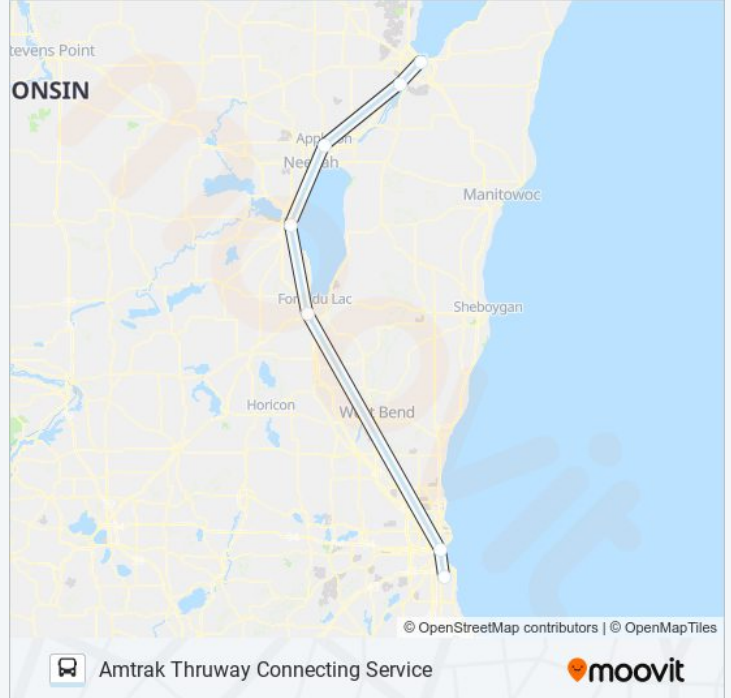 tevens Point
ONSIN
Appleton
Neenah
Manitowoc
Fond du Lac
Sheboygan
Horicon
West Bend
© OpenStreetMap contributors | © OpenMapTiles
Amtrak Thruway Connecting Service
moovit
moovit